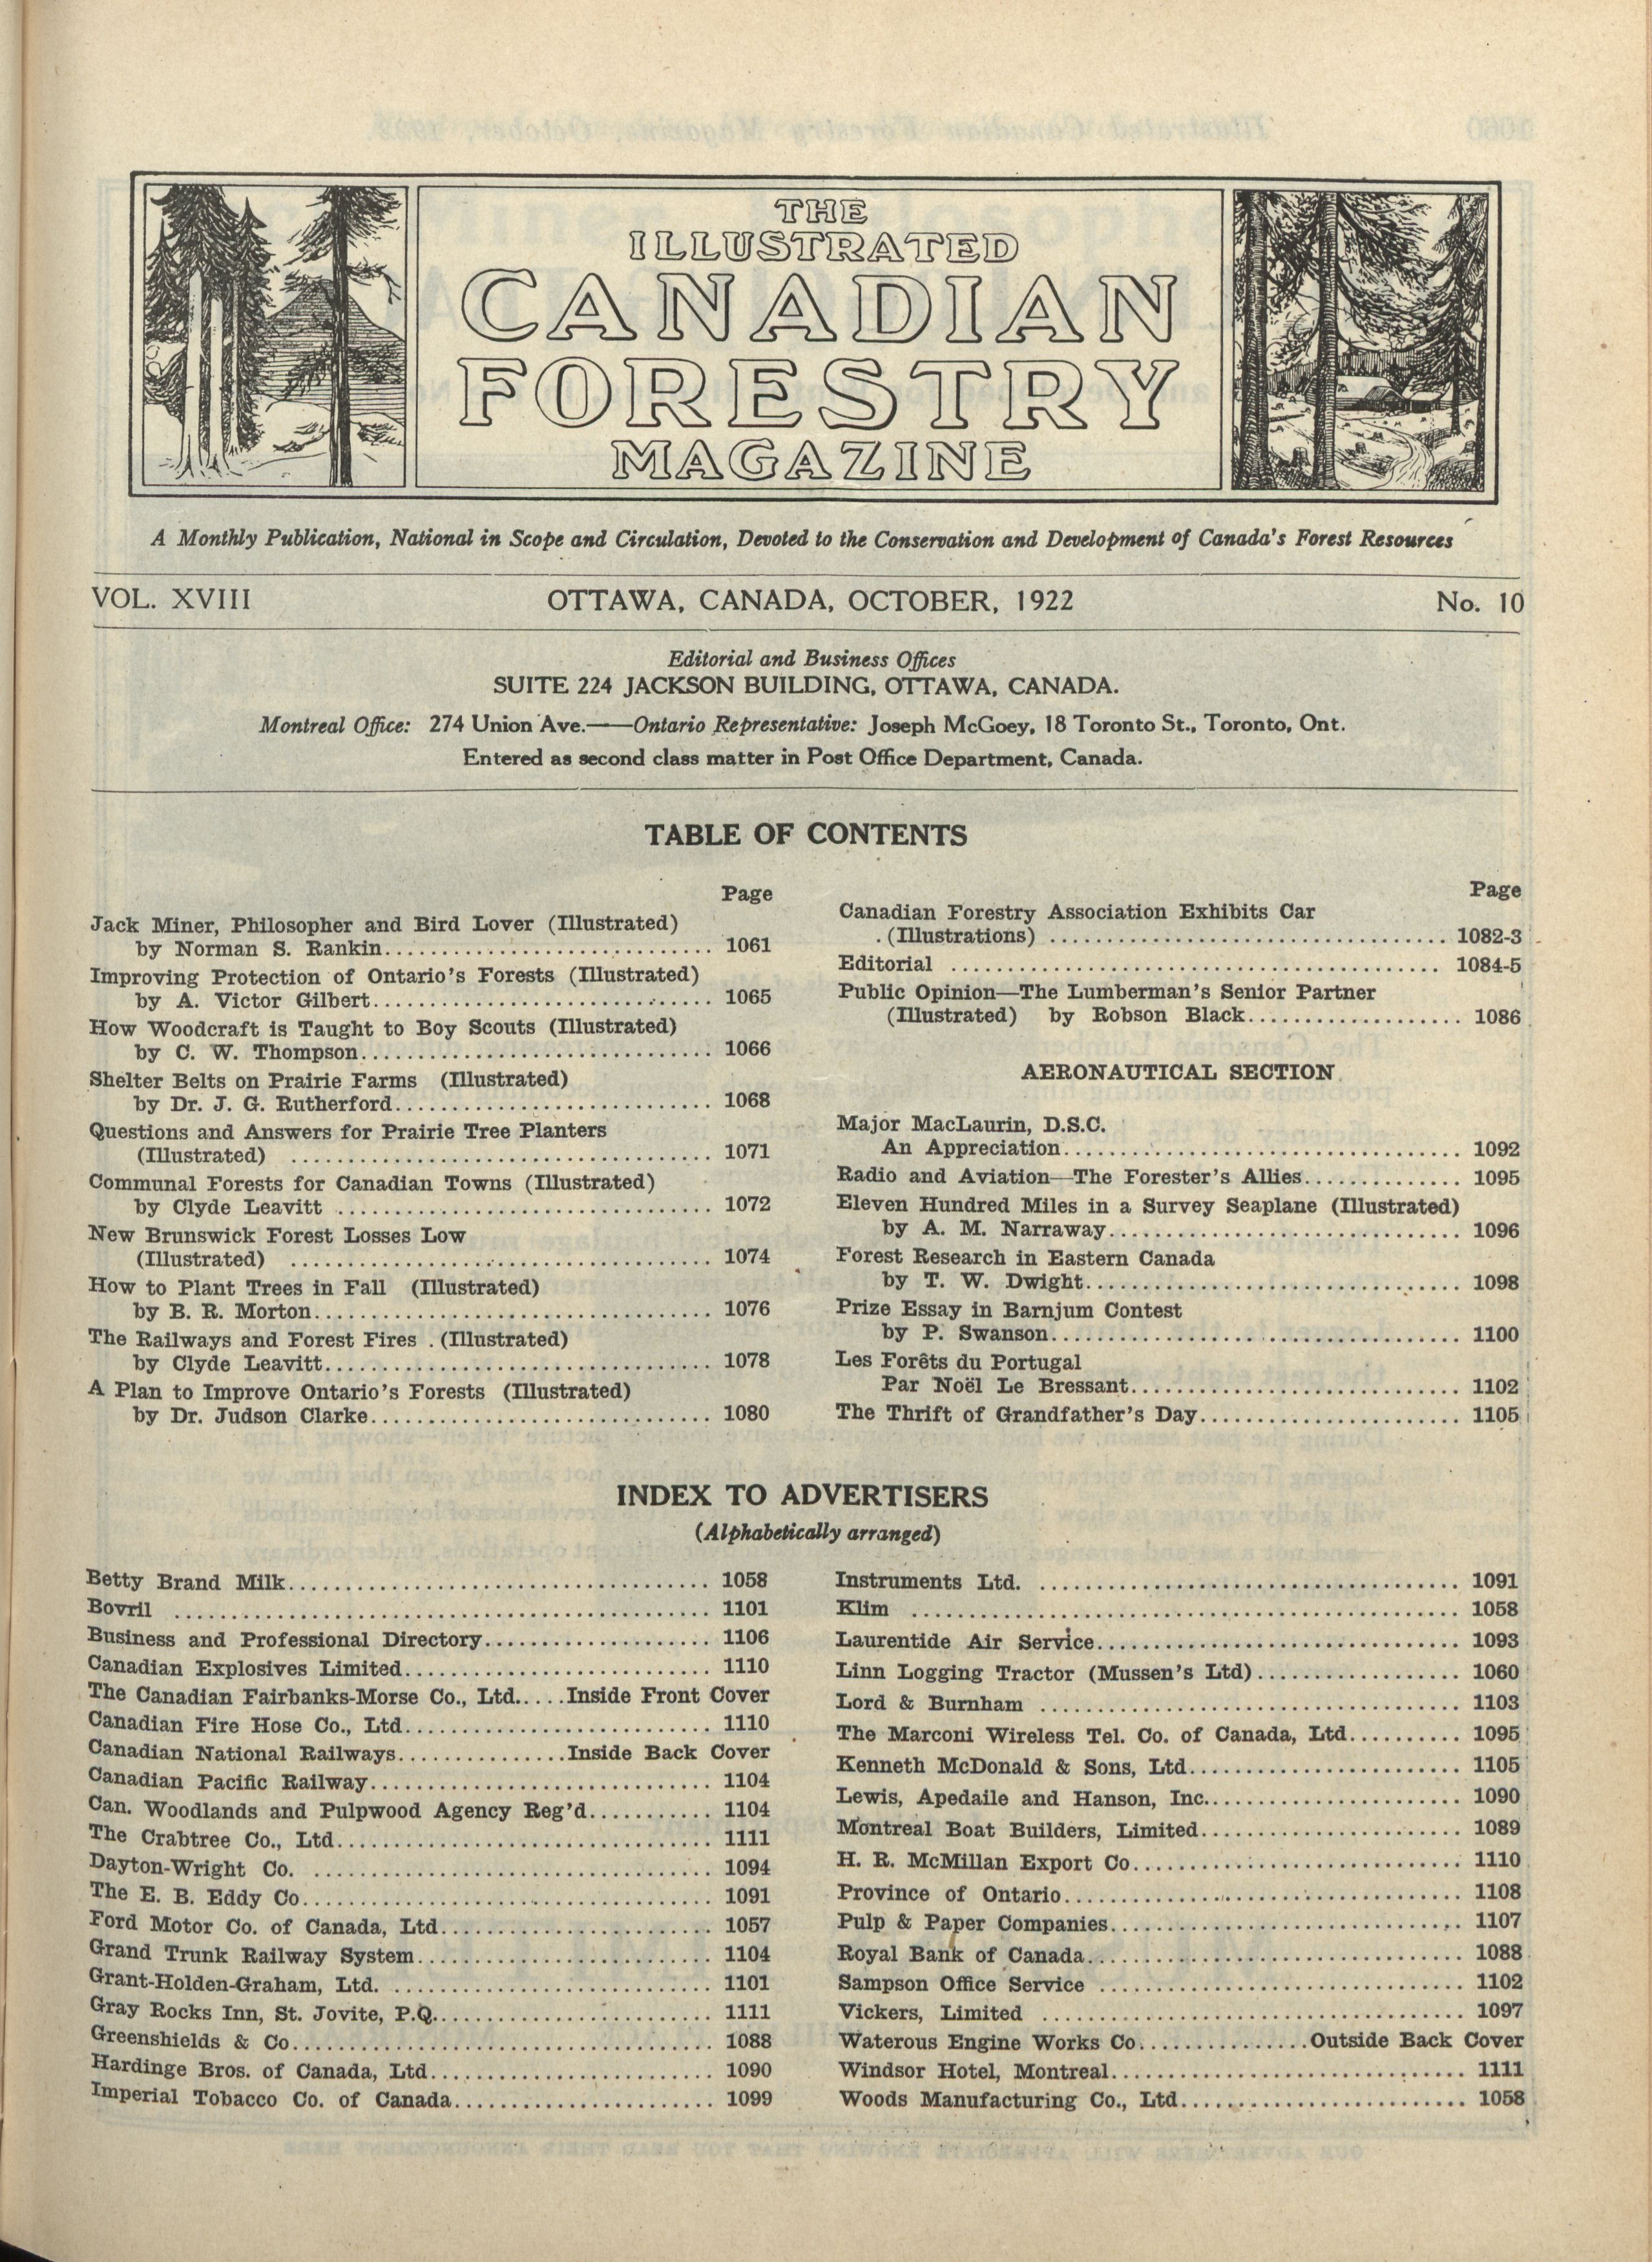 THE
ILLUSTRATED
CANADIAN
FORESTRY
MAGAZINE
A Monthly Publication, National in Scope and Circulation, Devoted to the Conservation and Development of Canada's Forest Resources
VOL. XVIII OTTAWA, CANADA, OCTOBER, 1922 No. 10
Editorial and Business Offices
SUITE 224 JACKSON BUILDING, OTTAWA, CANADA.
Montreal Office: 274 Union Ave.——Ontario Representative: Joseph McGoey, 18 Toronto St., Toronto, Ont.
Entered as second class matter in Post Office Department, Canada.
TABLE OF CONTENTS
Page
Jack Miner, Philosopher and Bird Lover (Illustrated)
by Norman S. Rankin............................. 1061
Improving Protection of Ontario's Forests (Illustrated)
by A. Victor Gilbert.............................. 1065
How Woodcraft is Taught to Boy Scouts (Illustrated)
by C. W. Thompson............................... 1066
Shelter Belts on Prairie Farms (Illustrated)
by Dr. J. G. Rutherford............................ 1068
Questions and Answers for Prairie Tree Planters
(Illustrated) ....................................... 1071
Communal Forests for Canadian Towns (Illustrated)
by Clyde Leavitt ................................. 1072
New Brunswick Forest Losses Low
(Illustrated) ....................................... 1074
How to Plant Trees in Fall (Illustrated)
by B. R. Morton................................... 1076
The Railways and Forest Fires . (Illustrated)
by Clyde Leavitt.................................. 1078
A Plan to Improve Ontario's Forests (Illustrated)
by Dr. Judson Clarke.............................. 1080
Page
Canadian Forestry Association Exhibits Car
(Illustrations) ................................... 1082-3
Editorial ........................................... 1084-5
Public Opinion—The Lumberman's Senior Partner
(Illustrated) by Robson Black................... 1086
AERONAUTICAL SECTION
Major MacLaurin, D.S.C.
An Appreciation................................... 1092
Radio and Aviation—The Forester's Allies.............. 1095
Eleven Hundred Miles in a Survey Seaplane (Illustrated)
by A. M. Narraway............................... 1096
Forest Research in Eastern Canada
by T. W. Dwight................................. 1098
Prize Essay in Barnjum Contest
by P. Swanson.................................... 1100
Les Forêts du Portugal
Par Noël Le Bressant............................. 1102
The Thrift of Grandfather's Day....................... 1105
INDEX TO ADVERTISERS
(Alphabetically arranged)
Betty Brand Milk..................................... 1058
Bovril ............................................... 1101
Business and Professional Directory.................... 1106
Canadian Explosives Limited........................... 1110
The Canadian Fairbanks-Morse Co., Ltd.....Inside Front Cover
Canadian Fire Hose Co., Ltd........................... 1110
Canadian National Railways...............Inside Back Cover
Canadian Pacific Railway.............................. 1104
Can. Woodlands and Pulpwood Agency Reg'd........... 1104
The Crabtree Co., Ltd................................. 1111
Dayton-Wright Co. ................................... 1094
The E. B. Eddy Co.................................... 1091
Ford Motor Co. of Canada, Ltd........................ 1057
Grand Trunk Railway System.......................... 1104
Grant-Holden-Graham, Ltd. ............................ 1101
Gray Rocks Inn, St. Jovite, P.Q........................ 1111
Greenshields & Co..................................... 1088
Hardinge Bros. of Canada, Ltd......................... 1090
Imperial Tobacco Co. of Canada....................... 1099
Instruments Ltd. ..................................... 1091
Klim ................................................ 1058
Laurentide Air Service................................ 1093
Linn Logging Tractor (Mussen's Ltd).................. 1060
Lord & Burnham ..................................... 1103
The Marconi Wireless Tel. Co. of Canada, Ltd.......... 1095
Kenneth McDonald & Sons, Ltd........................ 1105
Lewis, Apedaile and Hanson, Inc....................... 1090
Montreal Boat Builders, Limited....................... 1089
H. R. McMillan Export Co............................. 1110
Province of Ontario................................... 1108
Pulp & Paper Companies............................... 1107
Royal Bank of Canada................................. 1088
Sampson Office Service ................................ 1102
Vickers, Limited ..................................... 1097
Waterous Engine Works Co...............Outside Back Cover
Windsor Hotel, Montreal............................... 1111
Woods Manufacturing Co., Ltd......................... 1058